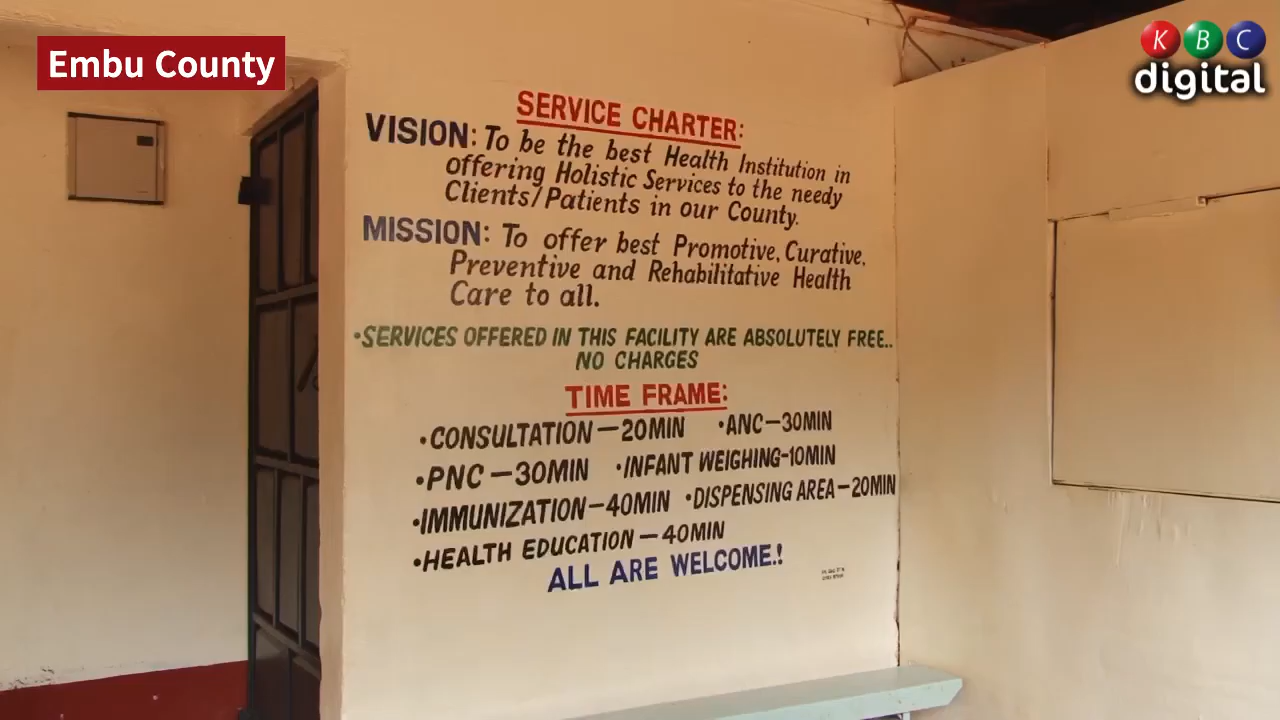 Embu County
K B C
digital
SERVICE CHARTER:
VISION: To be the best Health Institution in
offering Holistic Services to the needy
Clients/Patients in our County.
MISSION: To offer best Promotive, Curative,
Preventive and Rehabilitative Health
Care to all.
•SERVICES OFFERED IN THIS FACILITY ARE ABSOLUTELY FREE..
NO CHARGES
TIME FRAME:
•CONSULTATION—20MIN •ANC—30MIN
•PNC—30MIN •INFANT WEIGHING-10MIN
•IMMUNIZATION—40MIN •DISPENSING AREA—20MIN
•HEALTH EDUCATION—40MIN
ALL ARE WELCOME.!